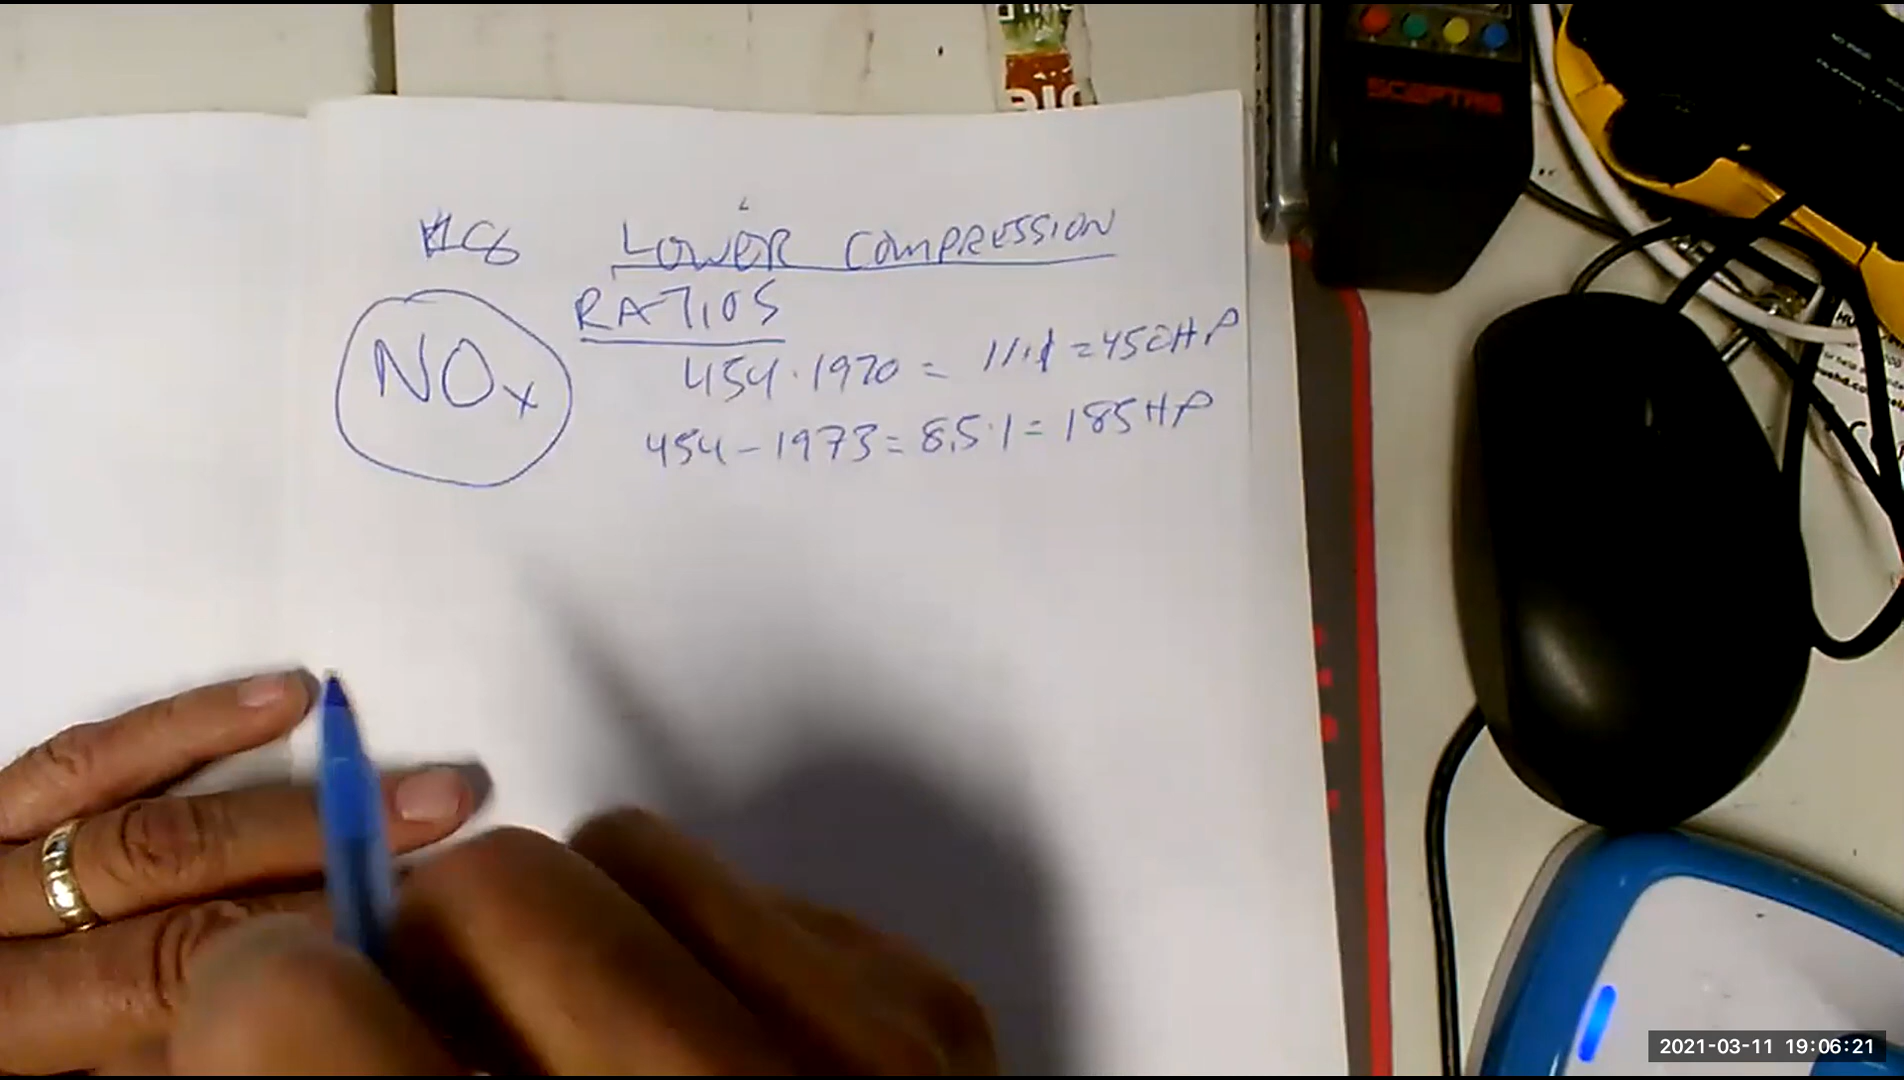 #8 LOWER COMPRESSION
RATIOS
NOx
454 - 1970 = 11:1 = 450HP
454 - 1973 = 8.5:1 = 185HP
SCEPTRE
2021-03-11 19:06:21